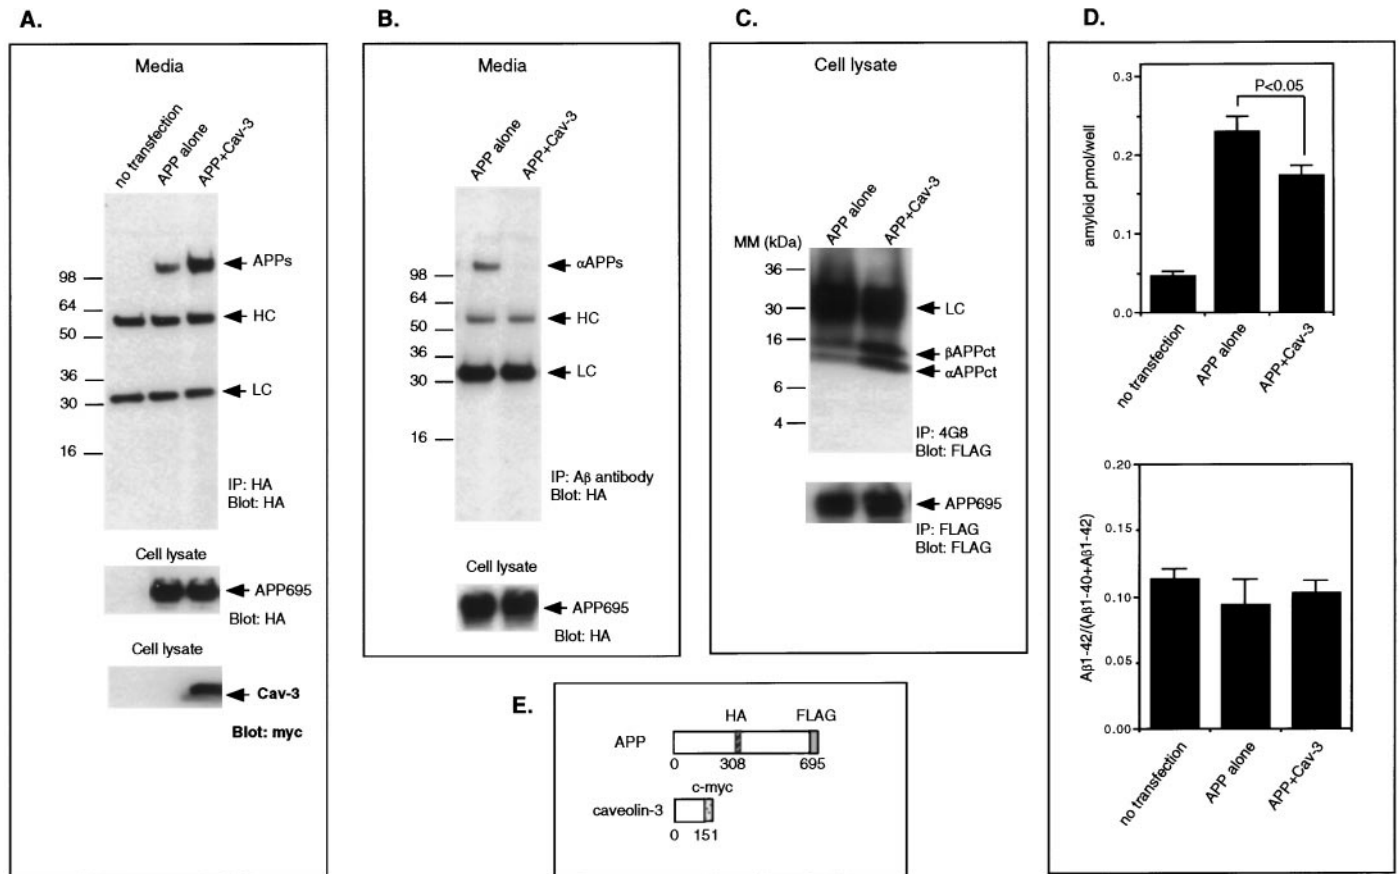 A.
Media
no transfection
APP alone
APP+Cav-3
APPs
98
64
HC
50
36
LC
30
16
IP: HA
Blot: HA
Cell lysate
APP695
Blot: HA
Cell lysate
Cav-3
Blot: myc
B.
Media
APP alone
APP+Cav-3
αAPPs
98
64
HC
50
36
LC
30
16
IP: Aβ antibody
Blot: HA
Cell lysate
APP695
Blot: HA
C.
Cell lysate
APP alone
APP+Cav-3
MM (kDa)
36
30
LC
16
βAPPct
αAPPct
6
4
IP: 4G8
Blot: FLAG
APP695
IP: FLAG
Blot: FLAG
D.
0.3
P<0.05
0.2
0.1
0.0
amyloid pmol/well
no transfection
APP alone
APP+Cav-3
0.20
0.15
0.10
0.05
0.00
Aβ1-42/(Aβ1-40+Aβ1-42)
no transfection
APP alone
APP+Cav-3
E.
HA FLAG
APP
0 308 695
c-myc
caveolin-3
0 151